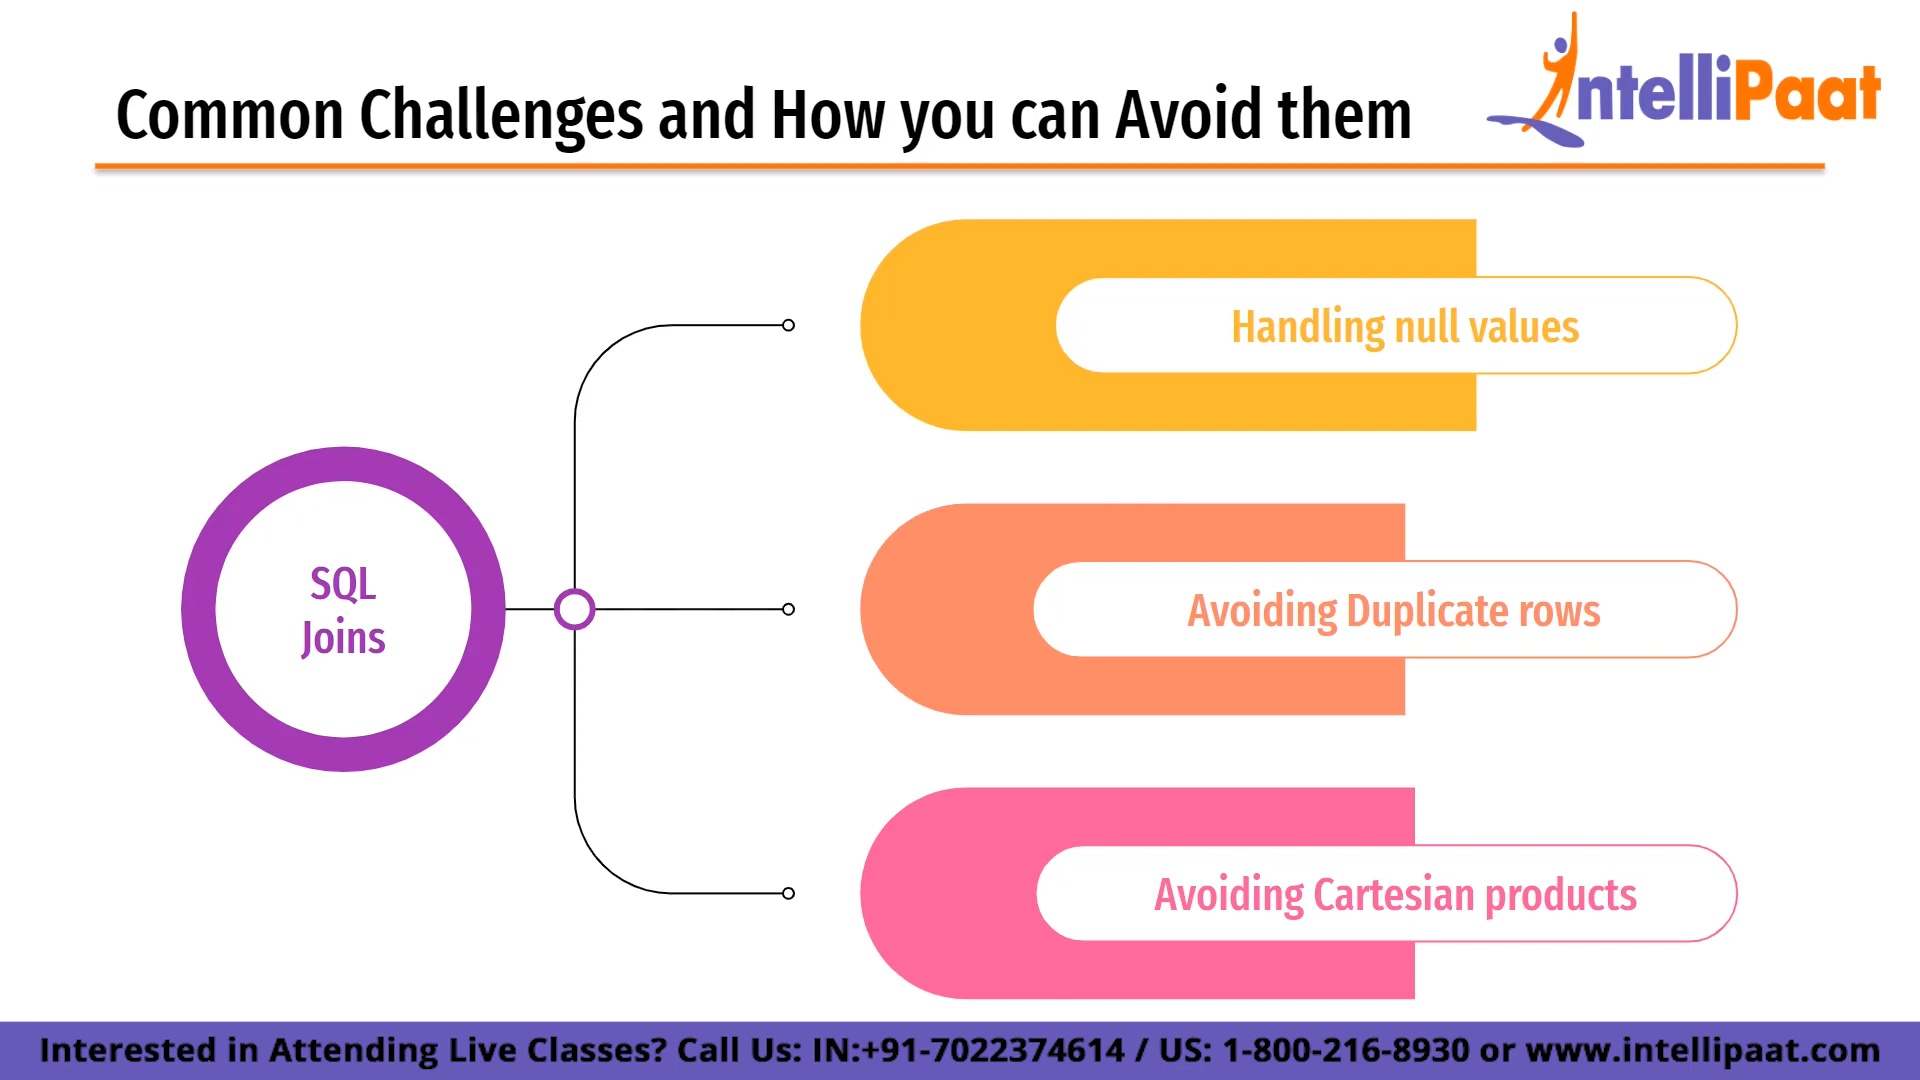 Common Challenges and How you can Avoid them
IntelliPaat
Handling null values
SQL
Joins
Avoiding Duplicate rows
Avoiding Cartesian products
Interested in Attending Live Classes? Call Us: IN:+91-7022374614 / US: 1-800-216-8930 or www.intellipaat.com